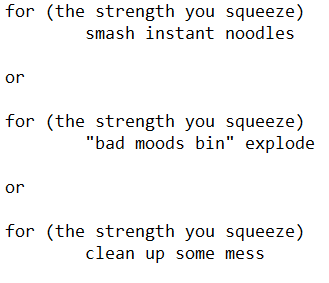 for (the strength you squeeze)
        smash instant noodles
or
for (the strength you squeeze)
        "bad moods bin" explode
or
for (the strength you squeeze)
        clean up some mess